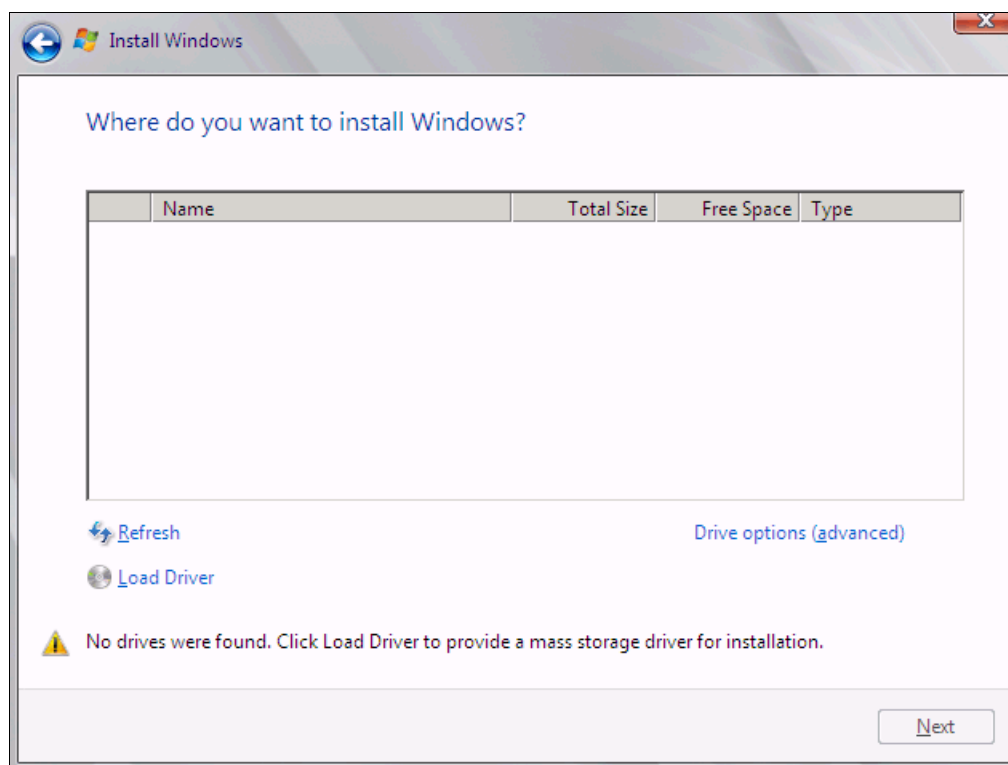 Install Windows
Where do you want to install Windows?
Name Total Size Free Space Type
Refresh Drive options (advanced)
Load Driver
No drives were found. Click Load Driver to provide a mass storage driver for installation.
Next